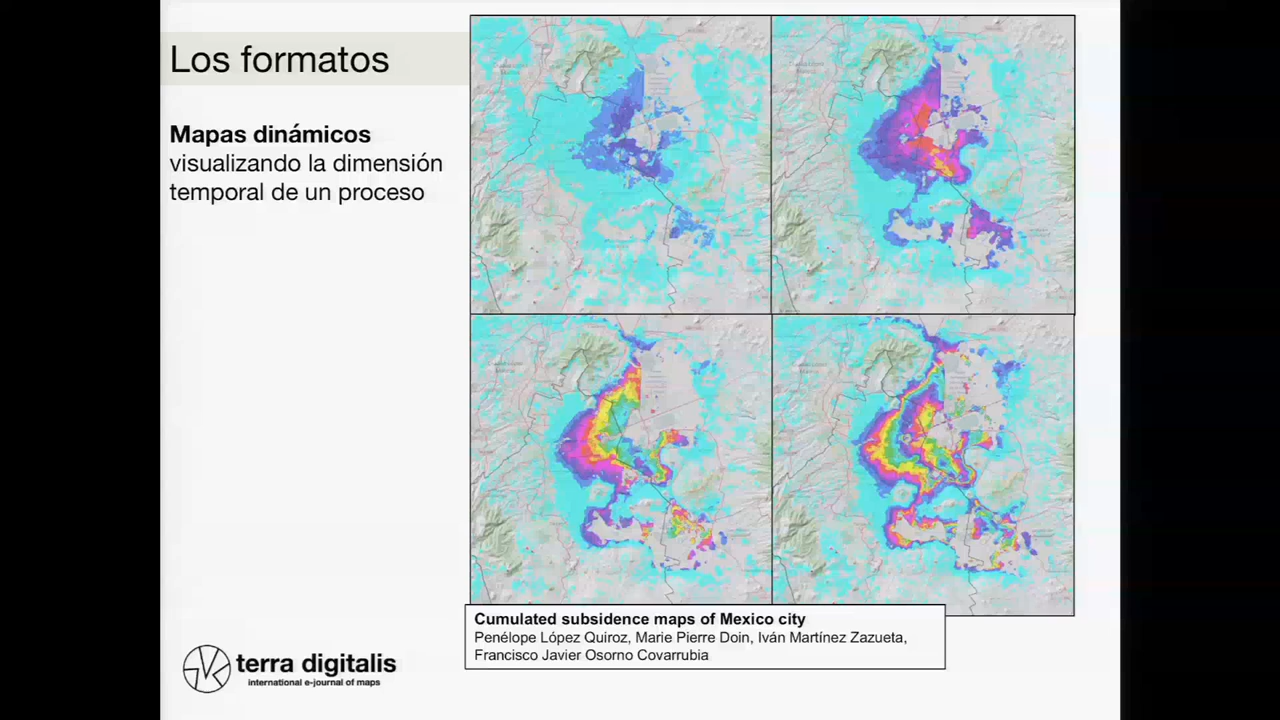 Los formatos
Mapas dinámicos
visualizando la dimensión
temporal de un proceso
Cumulated subsidence maps of Mexico city
Penélope López Quiroz, Marie Pierre Doin, Iván Martínez Zazueta,
Francisco Javier Osorno Covarrubia
terra digitalis
international e-journal of maps